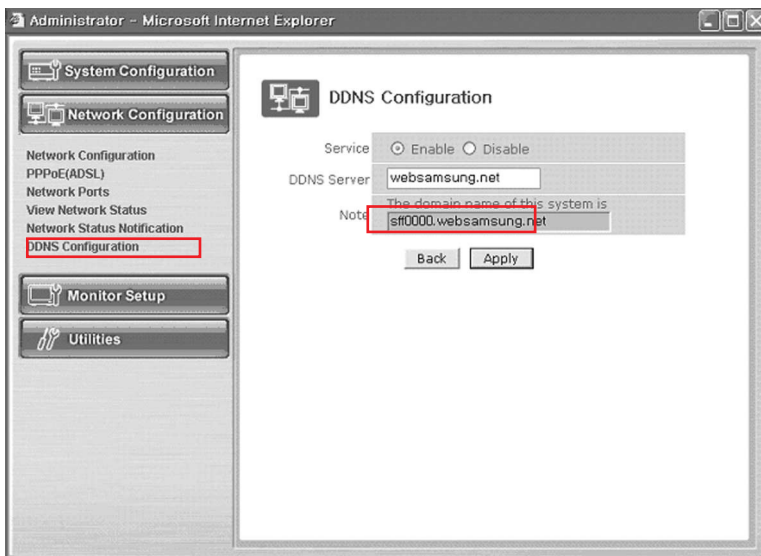 Administrator - Microsoft Internet Explorer
System Configuration
Network Configuration
Network Configuration
PPPoE(ADSL)
Network Ports
View Network Status
Network Status Notification
DDNS Configuration
Monitor Setup
Utilities
DDNS Configuration
Service Enable Disable
DDNS Server websamsung.net
Note The domain name of this system is
sff0000.websamsung.net
Back Apply